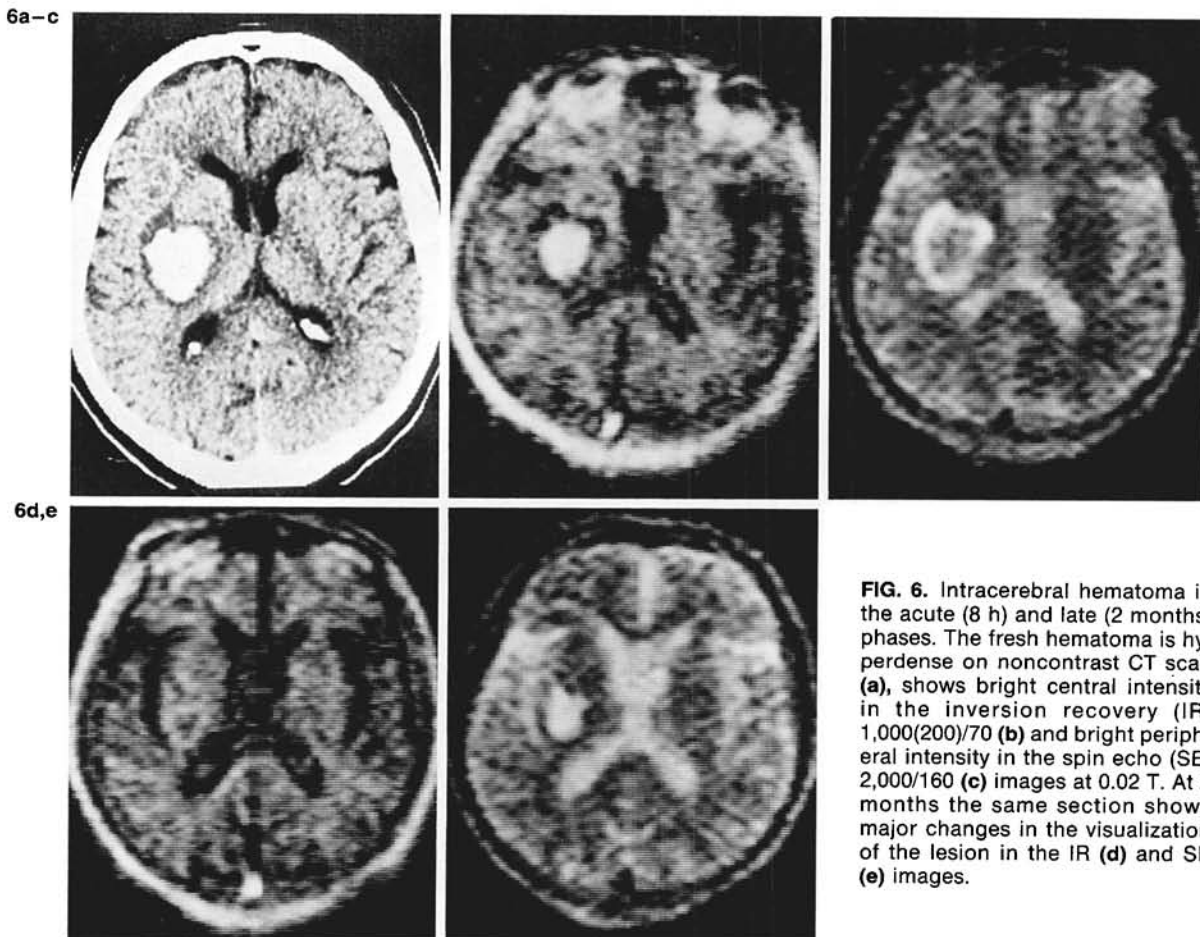 6a–c
6d,e
FIG. 6. Intracerebral hematoma i
the acute (8 h) and late (2 months
phases. The fresh hematoma is hy
perdense on noncontrast CT sca
(a), shows bright central intensit
in the inversion recovery (IR
1,000(200)/70 (b) and bright periph
eral intensity in the spin echo (SE
2,000/160 (c) images at 0.02 T. At
months the same section show
major changes in the visualization
of the lesion in the IR (d) and S
(e) images.